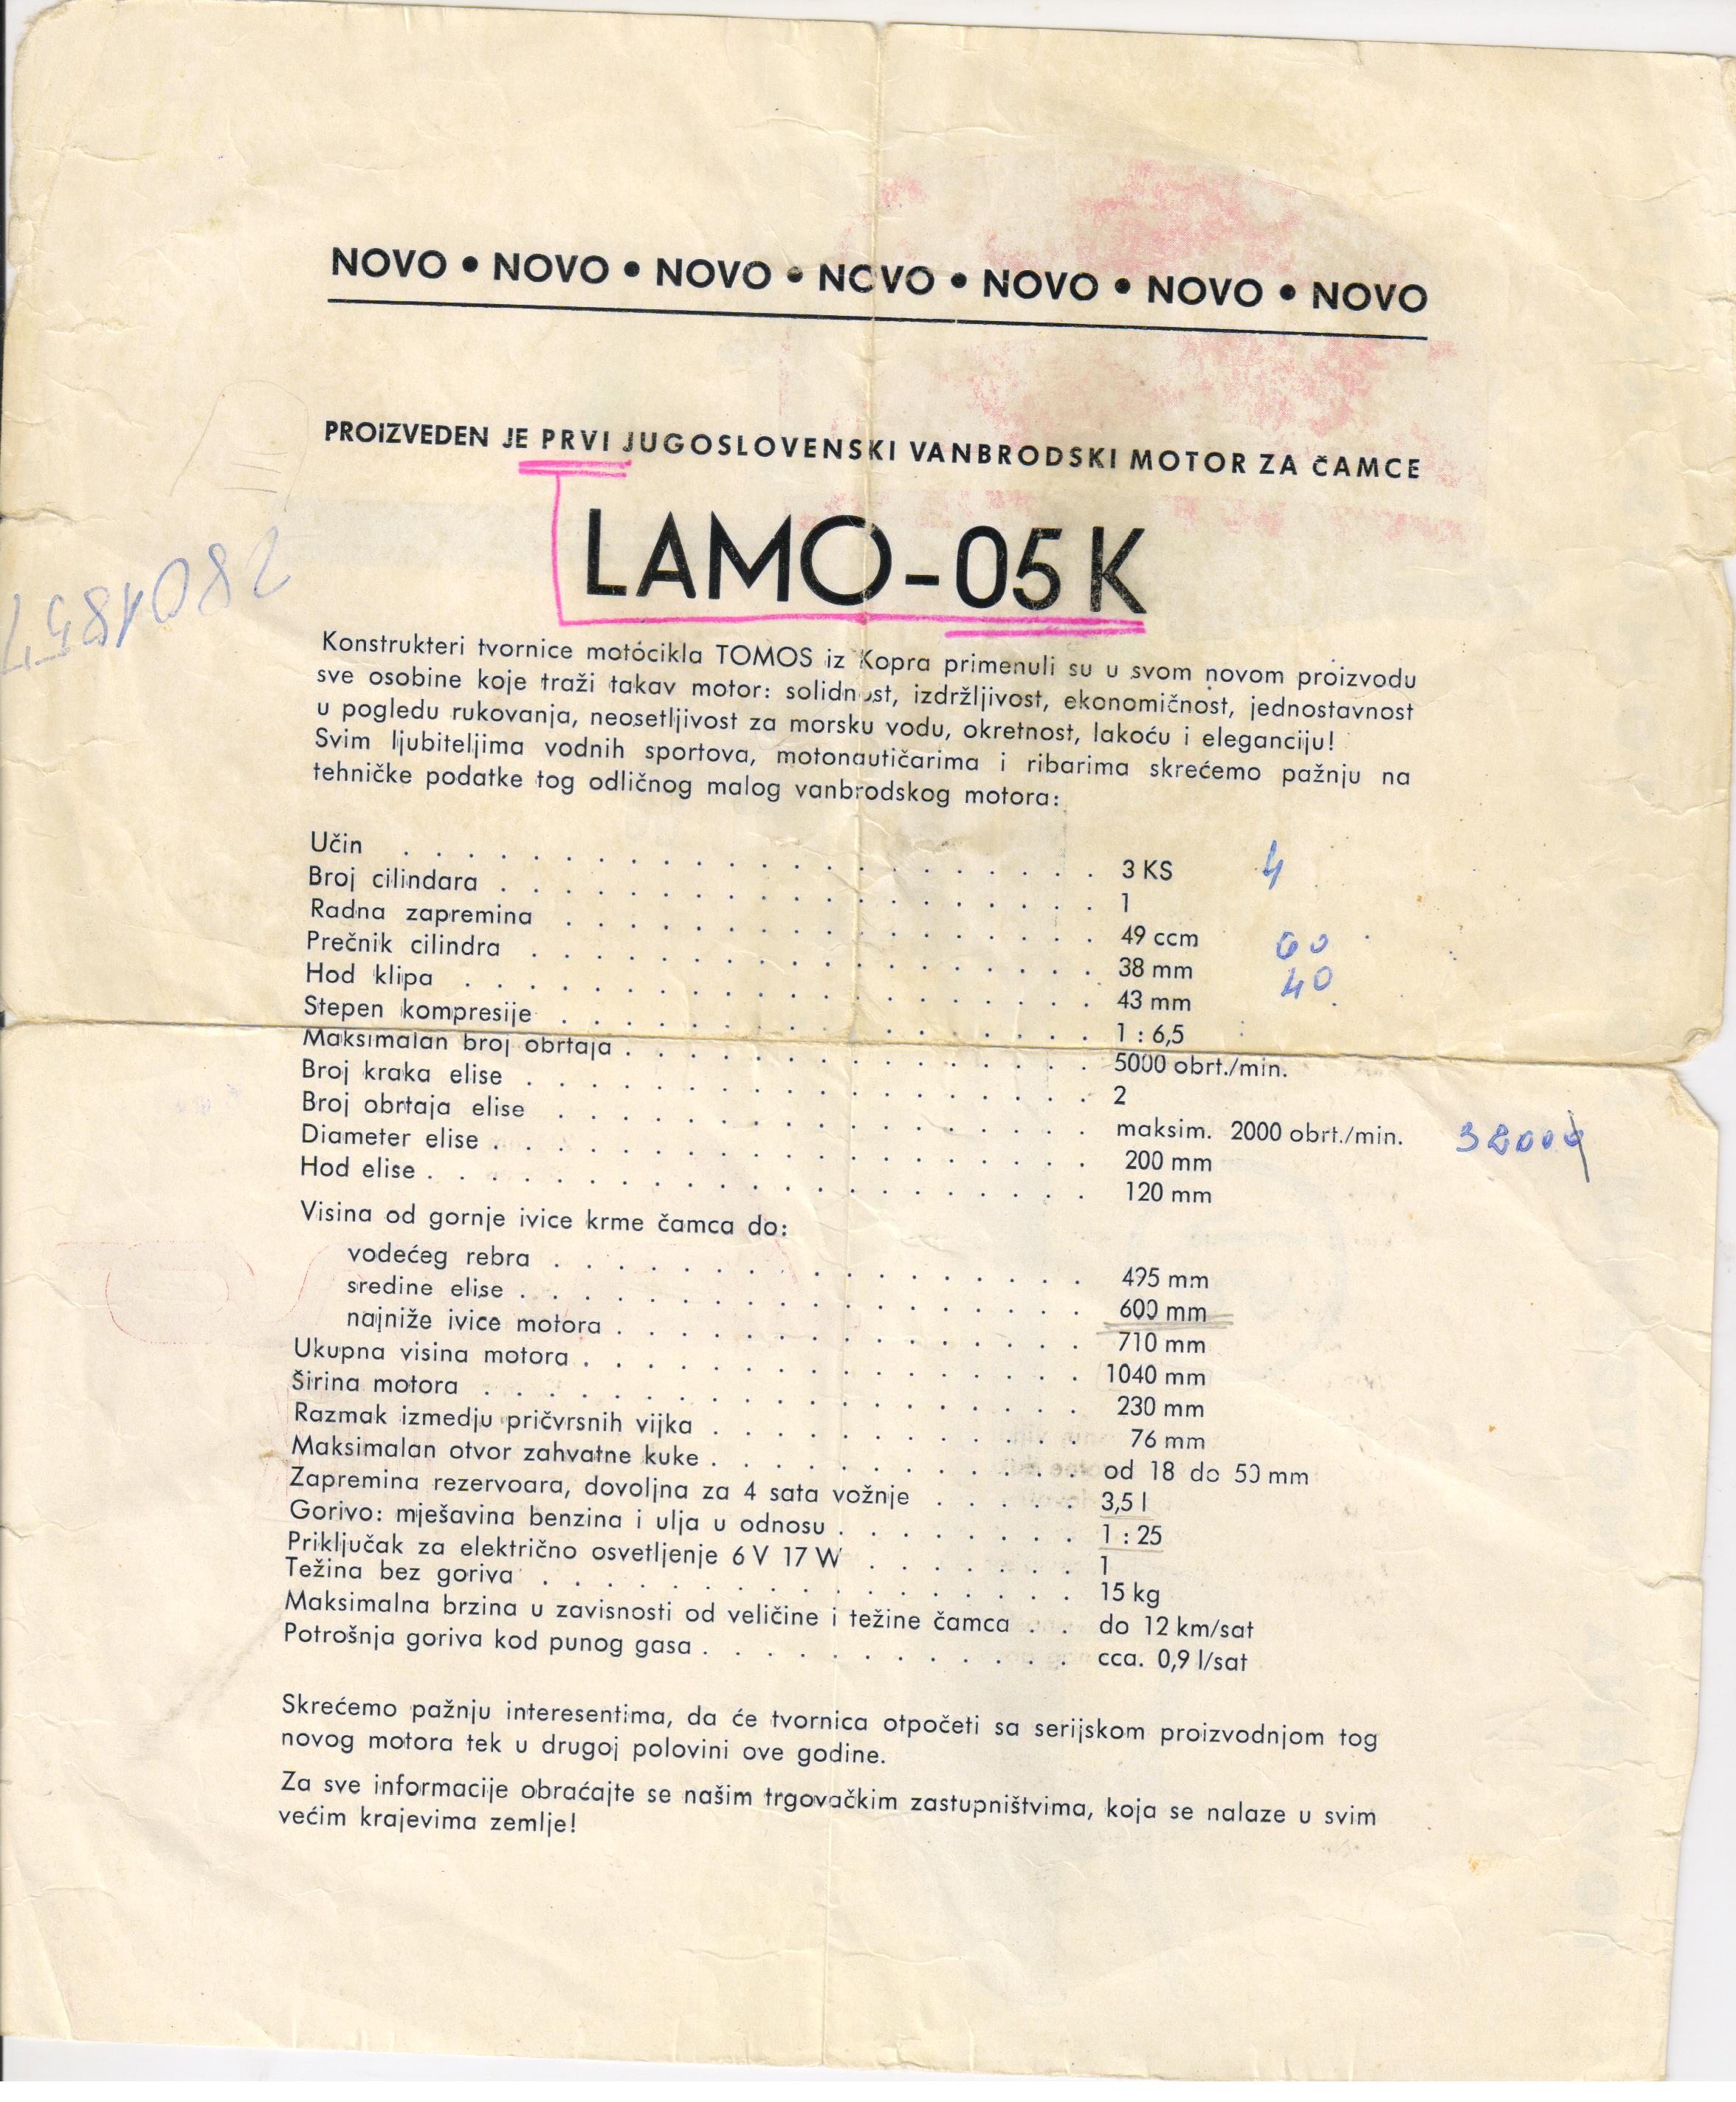 NOVO • NOVO • NOVO • NOVO • NOVO • NOVO • NOVO
PROIZVEDEN JE PRVI JUGOSLOVENSKI VANBRODSKI MOTOR ZA ČAMCE
LAMO-05 K
Konstrukteri tvornice motocikla TOMOS iz Kopra primenuli su u svom novom proizvodu
sve osobine koje traži takav motor: solidnost, izdržljivost, ekonomičnost, jednostavnost
u pogledu rukovanja, neosetljivost za morsku vodu, okretnost, lakoću i eleganciju!
Svim ljubiteljima vodnih sportova, motonautičarima i ribarima skrećemo pažnju na
tehničke podatke tog odličnog malog vanbrodskog motora:
Učin . . . 3 KS 4
Broj cilindara . . . 1
Radna zapremina . . . 49 ccm 60
Prečnik cilindra . . . 38 mm 40
Hod klipa . . . 43 mm
Stepen kompresije . . . 1 : 6,5
Maksimalan broj obrtaja . . . 5000 obrt./min.
Broj kraka elise . . . 2
Broj obrtaja elise . . . maksim. 2000 obrt./min.
Diameter elise . . . 200 mm
Hod elise . . . 120 mm
Visina od gornje ivice krme čamca do:
vodećeg rebra . . . 495 mm
sredine elise . . . 600 mm
najniže ivice motora . . . 710 mm
Ukupna visina motora . . . 1040 mm
Širina motora . . . 230 mm
Razmak izmedju pričvrsnih vijka . . . 76 mm
Maksimalan otvor zahvatne kuke . . . od 18 do 50 mm
Zapremina rezervoara, dovoljna za 4 sata vožnje . . . 3,5 l
Gorivo: mješavina benzina i ulja u odnosu . . . 1 : 25
Priključak za električno osvetljenje 6 V 17 W . . . 1
Težina bez goriva . . . 15 kg
Maksimalna brzina u zavisnosti od veličine i težine čamca . . do 12 km/sat
Potrošnja goriva kod punog gasa . . . cca. 0,9 l/sat
Skrećemo pažnju interesentima, da će tvornica otpočeti sa serijskom proizvodnjom tog
novog motora tek u drugoj polovini ove godine.
Za sve informacije obraćajte se našim trgovačkim zastupništvima, koja se nalaze u svim
većim krajevima zemlje!